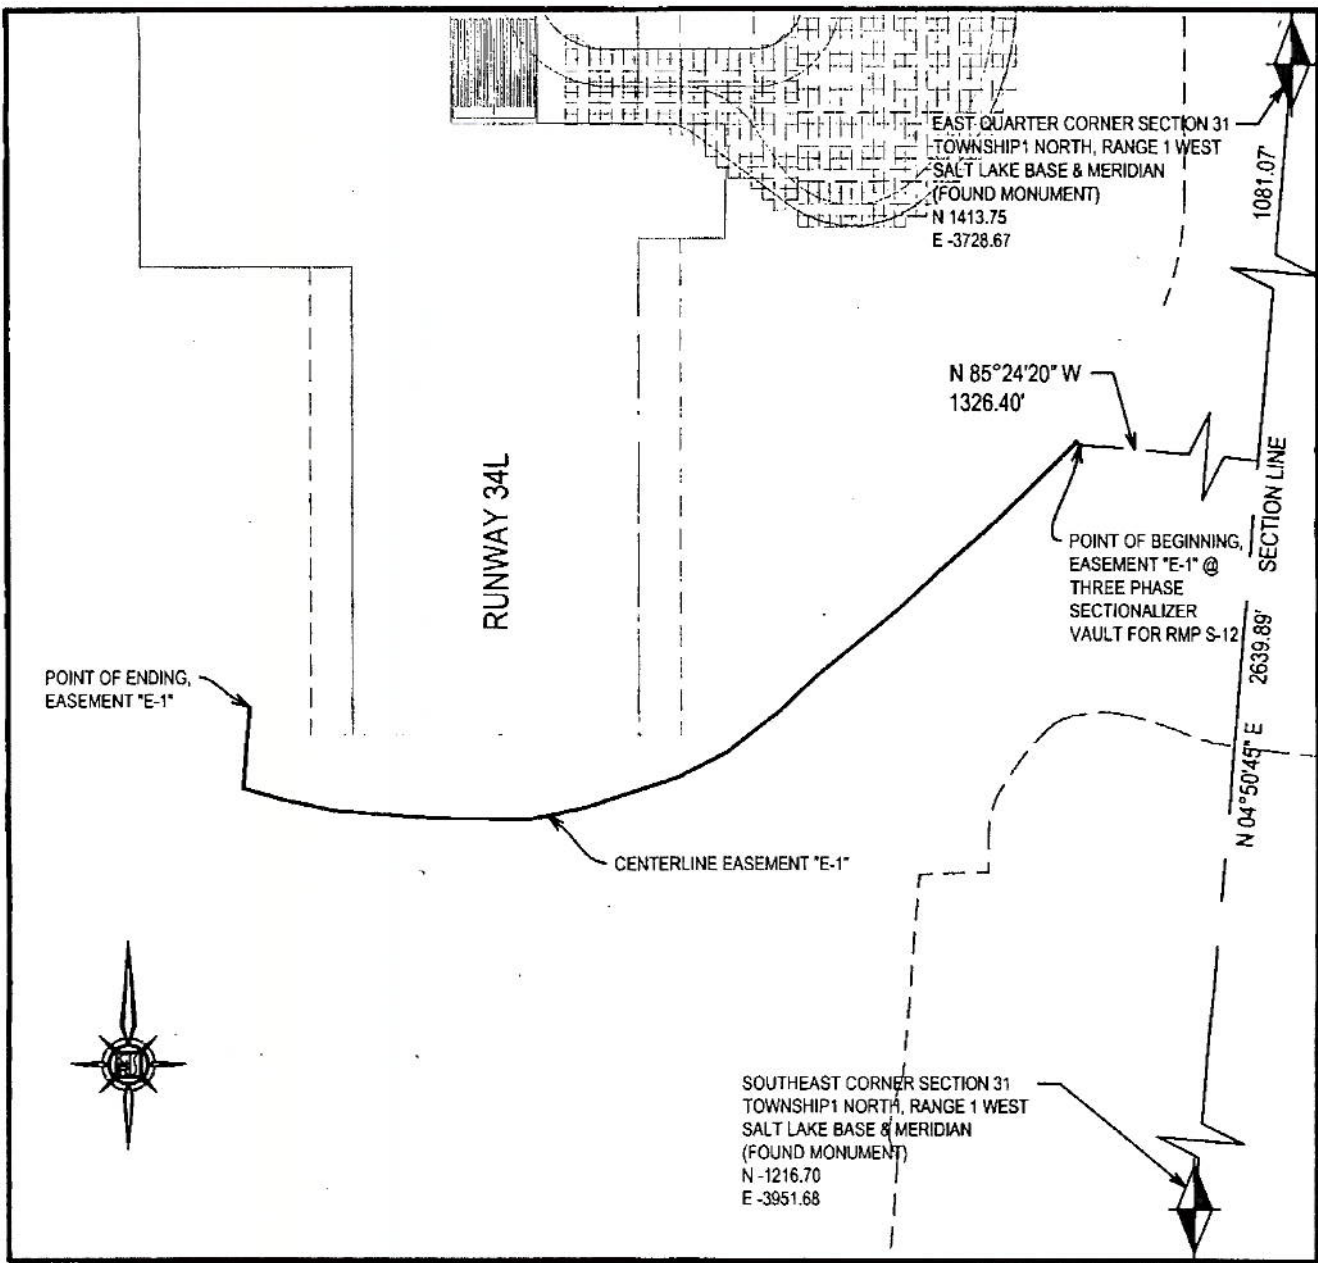 EAST QUARTER CORNER SECTION 31
TOWNSHIP1 NORTH, RANGE 1 WEST
SALT LAKE BASE & MERIDIAN
(FOUND MONUMENT)
N 1413.75
E -3728.67
1081.07'
N 85°24'20" W
1326.40'
SECTION LINE
RUNWAY 34L
POINT OF BEGINNING,
EASEMENT "E-1" @
THREE PHASE
SECTIONALIZER
VAULT FOR RMP S-12
N 04°50'45" E 2639.89'
POINT OF ENDING,
EASEMENT "E-1"
CENTERLINE EASEMENT "E-1"
SOUTHEAST CORNER SECTION 31
TOWNSHIP1 NORTH, RANGE 1 WEST
SALT LAKE BASE & MERIDIAN
(FOUND MONUMENT)
N -1216.70
E -3951.68